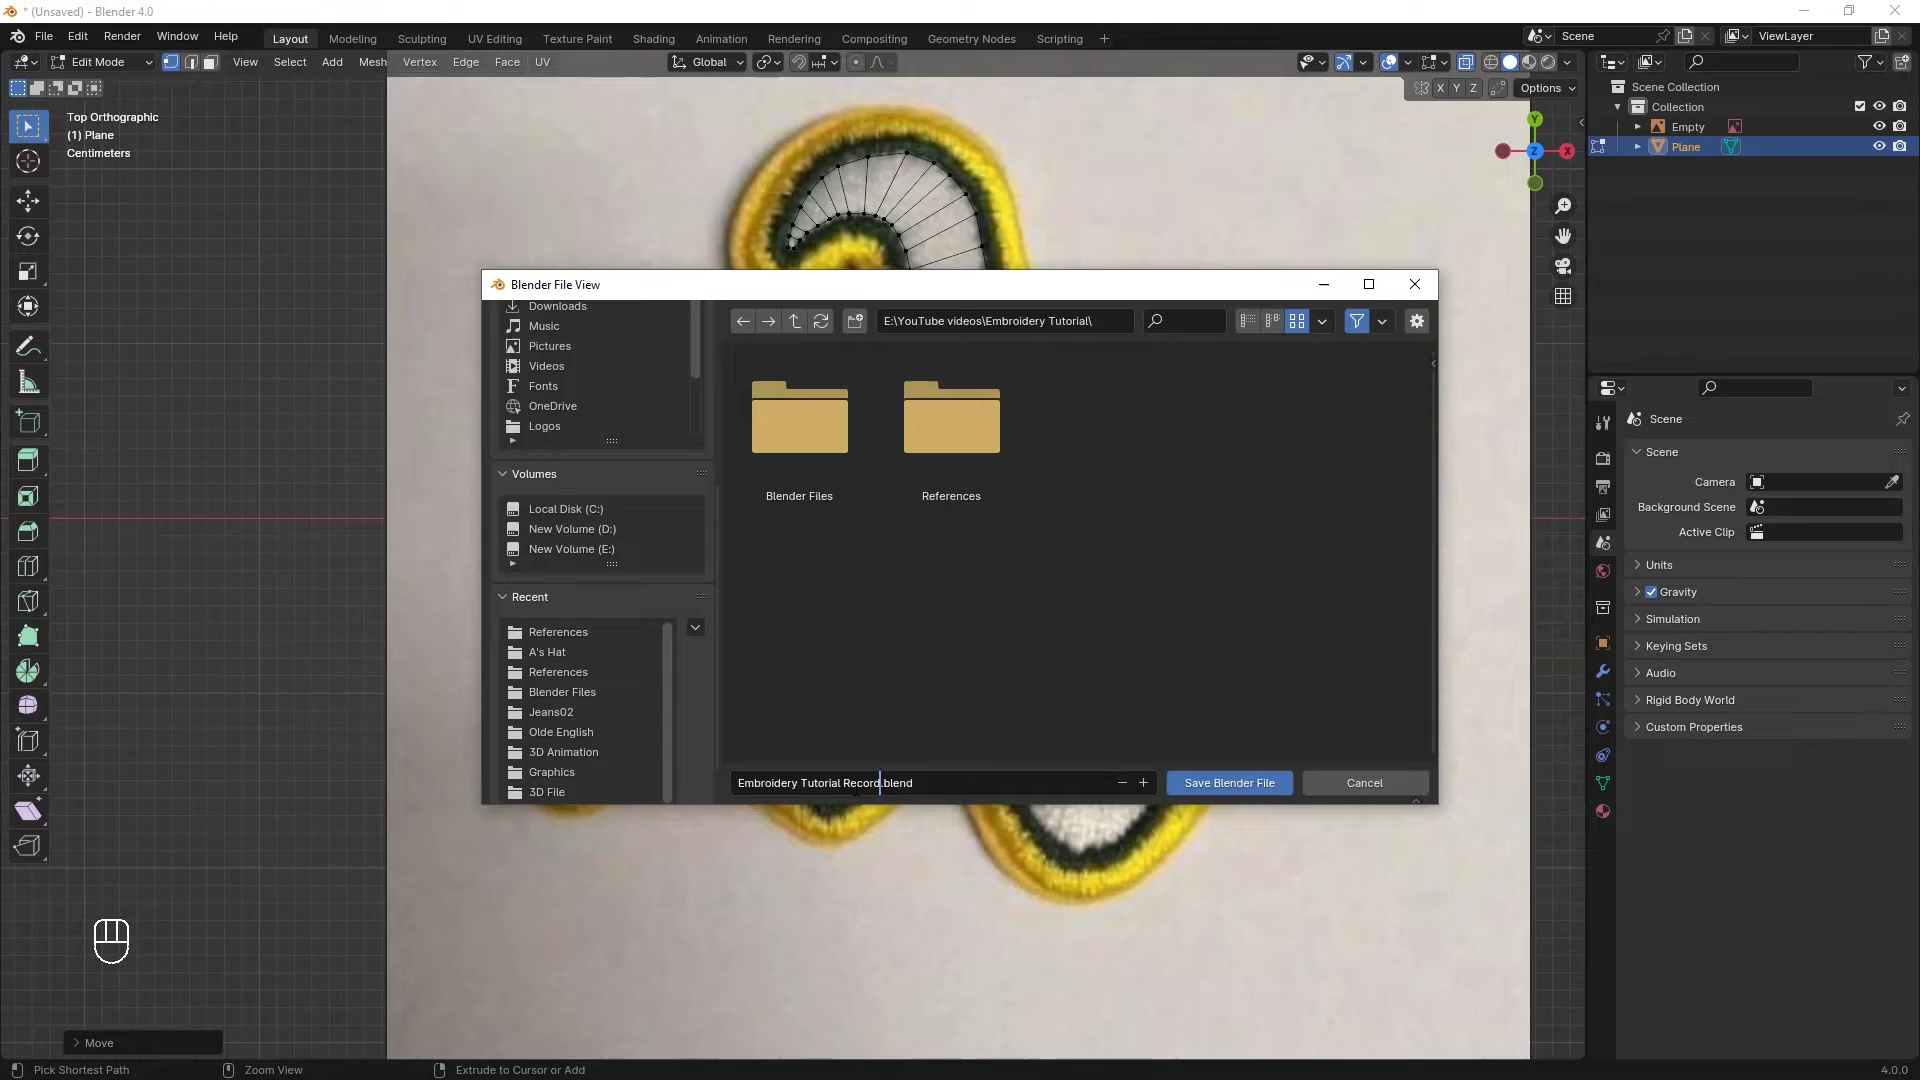 * (Unsaved) - Blender 4.0
File Edit Render Window Help
Layout Modeling Sculpting UV Editing Texture Paint Shading Animation Rendering Compositing Geometry Nodes Scripting +
Scene ViewLayer
Edit Mode View Select Add Mesh Vertex Edge Face UV Global
X Y Z Options
Top Orthographic
(1) Plane
Centimeters
Y
Z X
Scene Collection
Collection
Empty
Plane
Blender File View
Downloads
Music
Pictures
Videos
Fonts
OneDrive
Logos
Volumes
Local Disk (C:)
New Volume (D:)
New Volume (E:)
Recent
References
A's Hat
References
Blender Files
Jeans02
Olde English
3D Animation
Graphics
3D File
E:\YouTube videos\Embroidery Tutorial\
Blender Files References
Embroidery Tutorial Record.blend
Save Blender File Cancel
Scene
Scene
Camera
Background Scene
Active Clip
Units
Gravity
Simulation
Keying Sets
Audio
Rigid Body World
Custom Properties
Move
Pick Shortest Path Zoom View Extrude to Cursor or Add 4.0.0